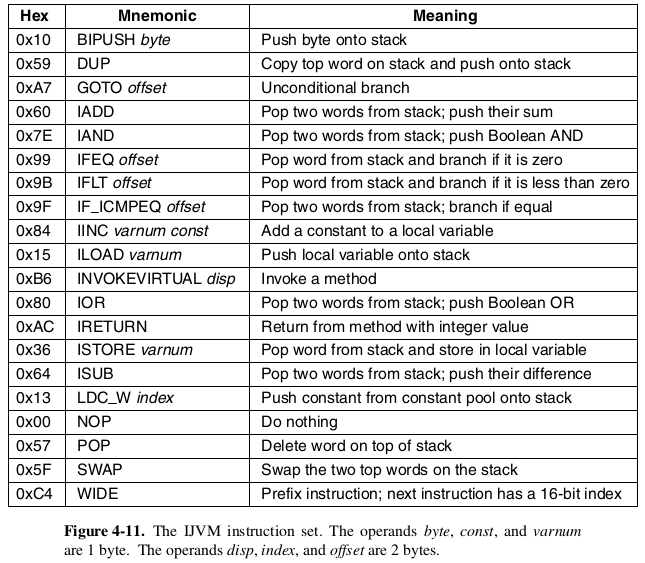 Hex Mnemonic Meaning
0x10 BIPUSH byte Push byte onto stack
0x59 DUP Copy top word on stack and push onto stack
0xA7 GOTO offset Unconditional branch
0x60 IADD Pop two words from stack; push their sum
0x7E IAND Pop two words from stack; push Boolean AND
0x99 IFEQ offset Pop word from stack and branch if it is zero
0x9B IFLT offset Pop word from stack and branch if it is less than zero
0x9F IF_ICMPEQ offset Pop two words from stack; branch if equal
0x84 IINC varnum const Add a constant to a local variable
0x15 ILOAD varnum Push local variable onto stack
0xB6 INVOKEVIRTUAL disp Invoke a method
0x80 IOR Pop two words from stack; push Boolean OR
0xAC IRETURN Return from method with integer value
0x36 ISTORE varnum Pop word from stack and store in local variable
0x64 ISUB Pop two words from stack; push their difference
0x13 LDC_W index Push constant from constant pool onto stack
0x00 NOP Do nothing
0x57 POP Delete word on top of stack
0x5F SWAP Swap the two top words on the stack
0xC4 WIDE Prefix instruction; next instruction has a 16-bit index
Figure 4-11. The IJVM instruction set. The operands byte, const, and varnum
are 1 byte. The operands disp, index, and offset are 2 bytes.